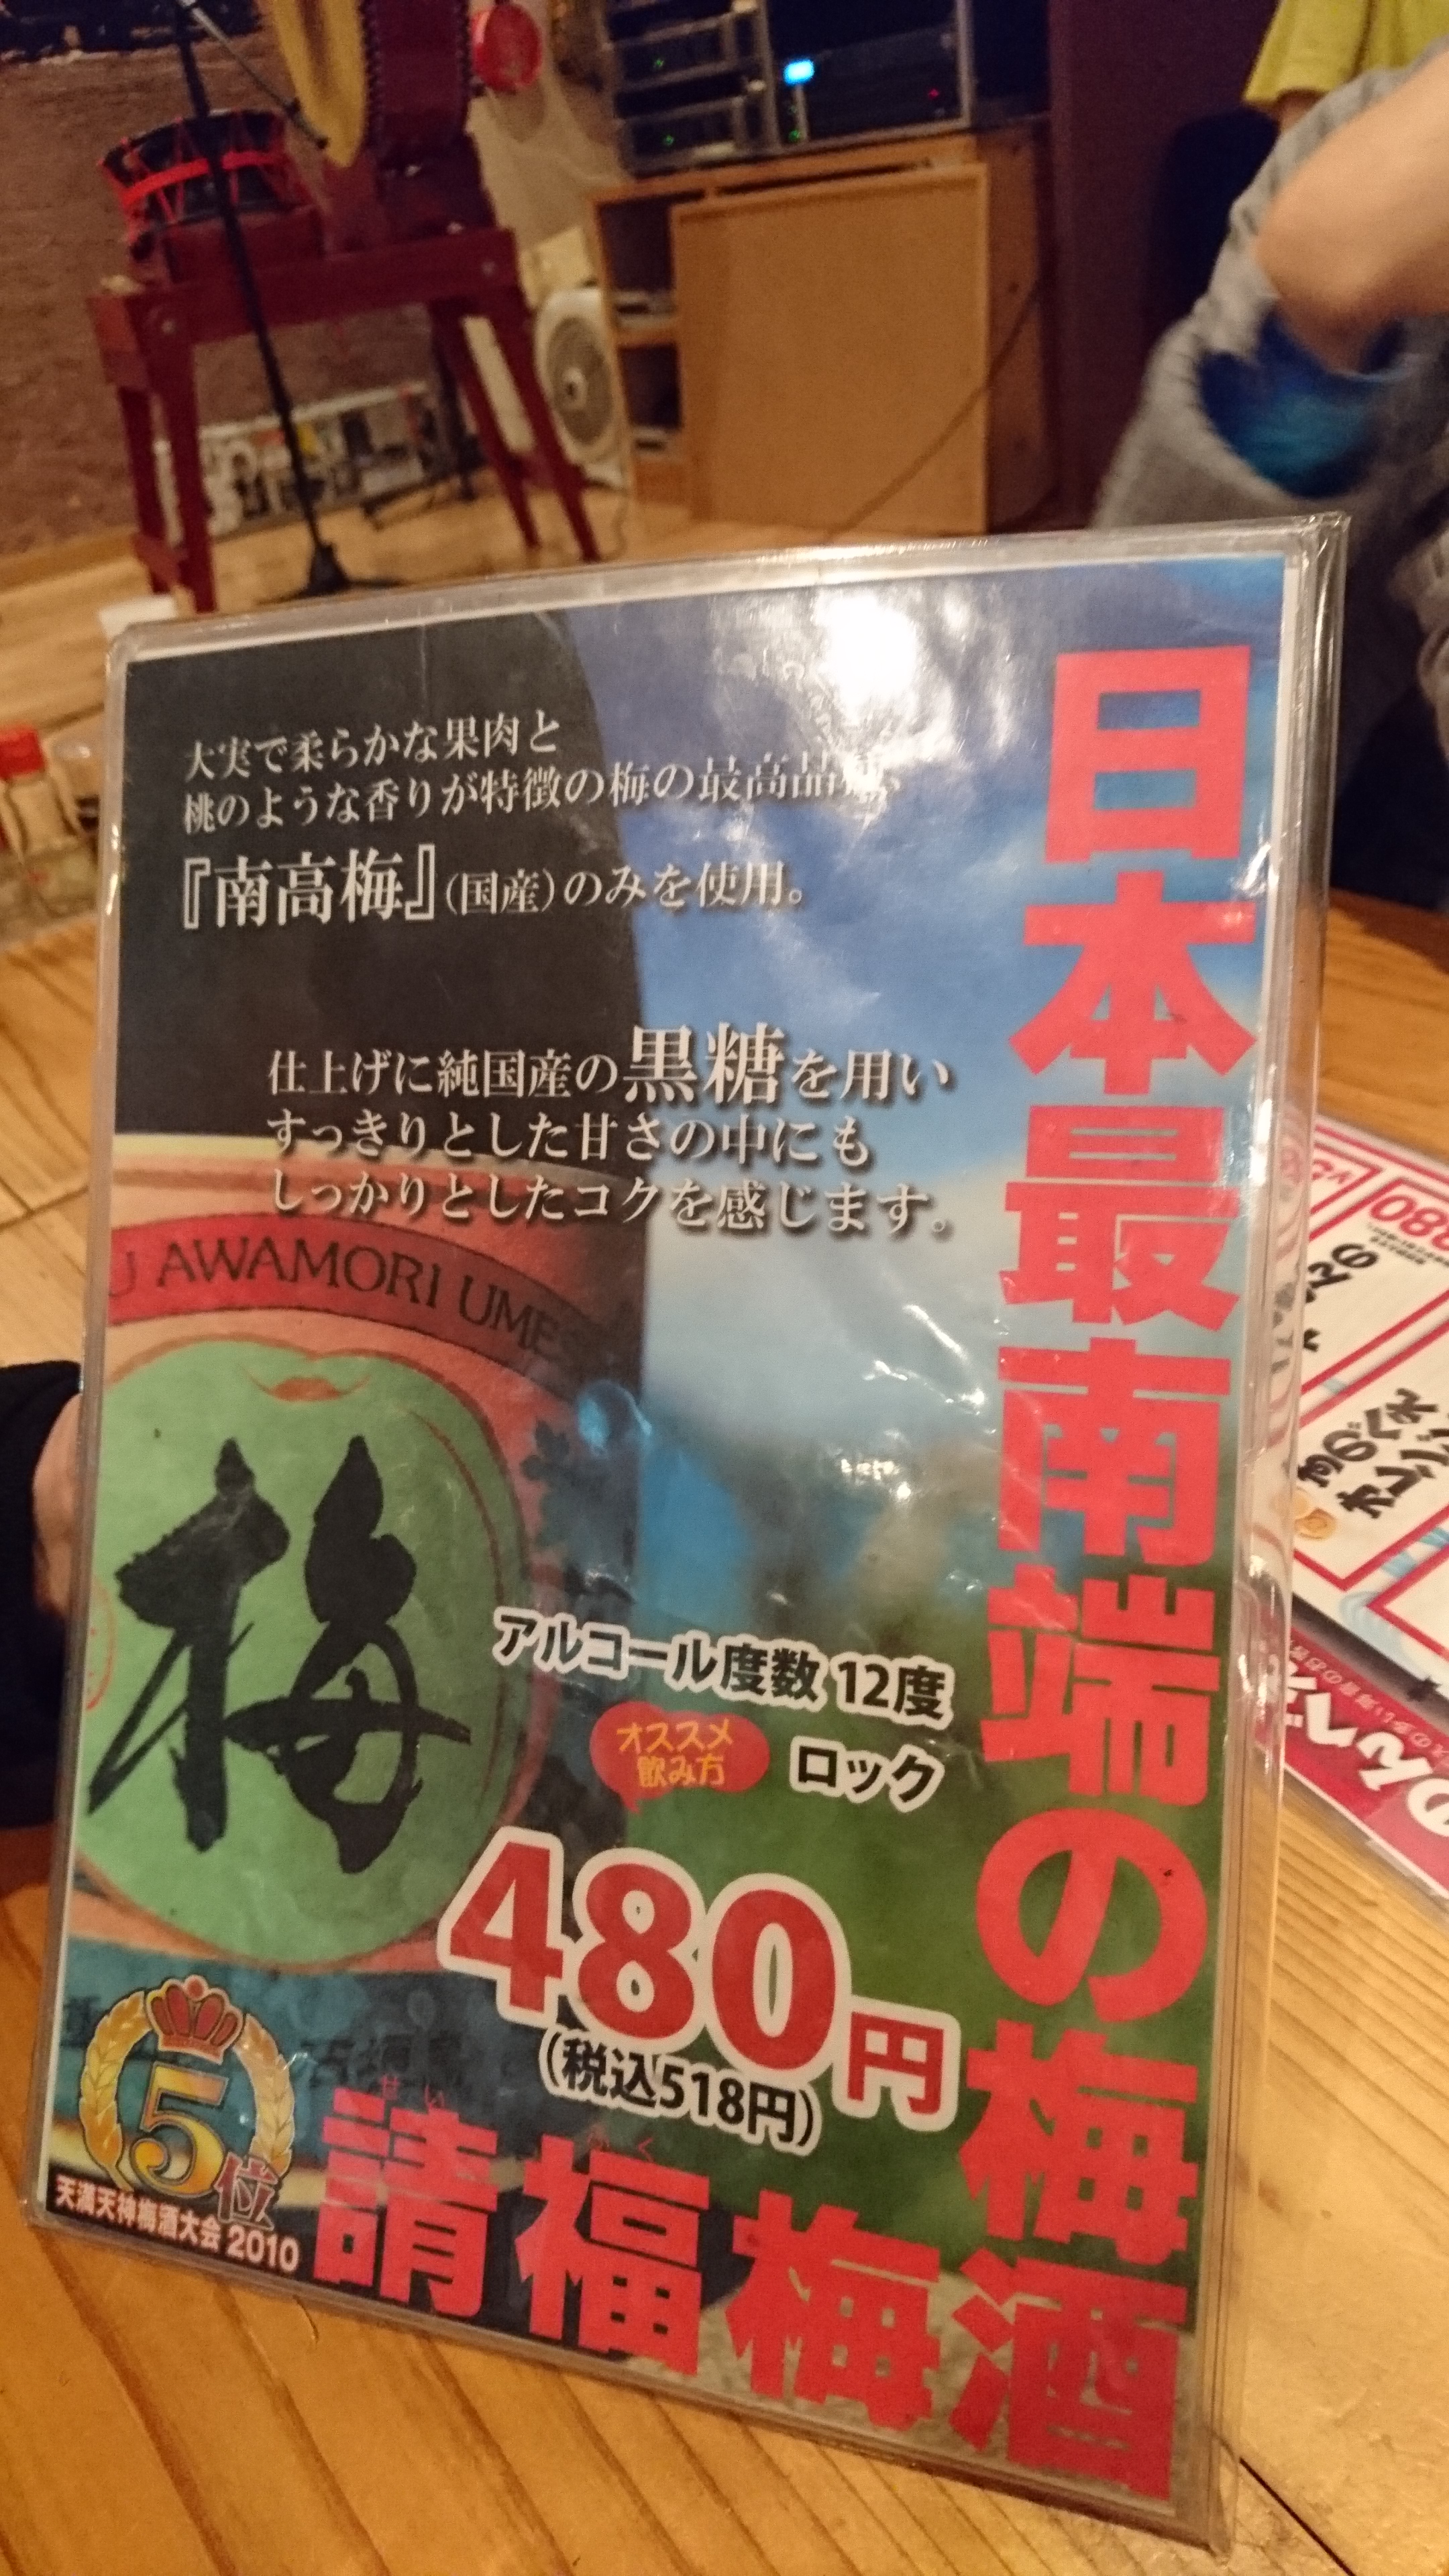 日本最南端の梅酒
大実で柔らかな果肉と
桃のような香りが特徴の梅の最高品
『南高梅』(国産)のみを使用。
仕上げに純国産の黒糖を用い
すっきりとした甘さの中にも
しっかりとしたコクを感じます。
AWAMORI UME
梅
アルコール度数 12度
オススメ
飲み方
ロック
480円
(税込518円)
5位
天満天神梅酒大会 2010
せいふく
請福梅酒